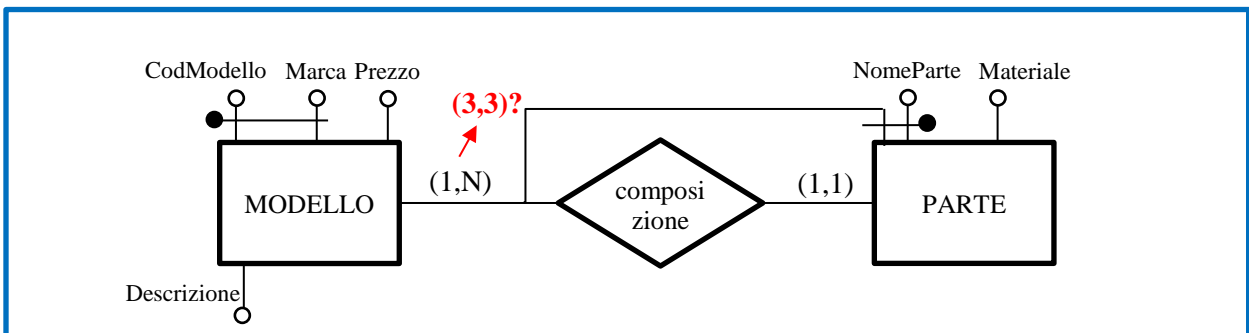 CodModello Marca Prezzo
NomeParte Materiale
(3,3)?
(1,N)
(1,1)
MODELLO
composi
zione
PARTE
Descrizione